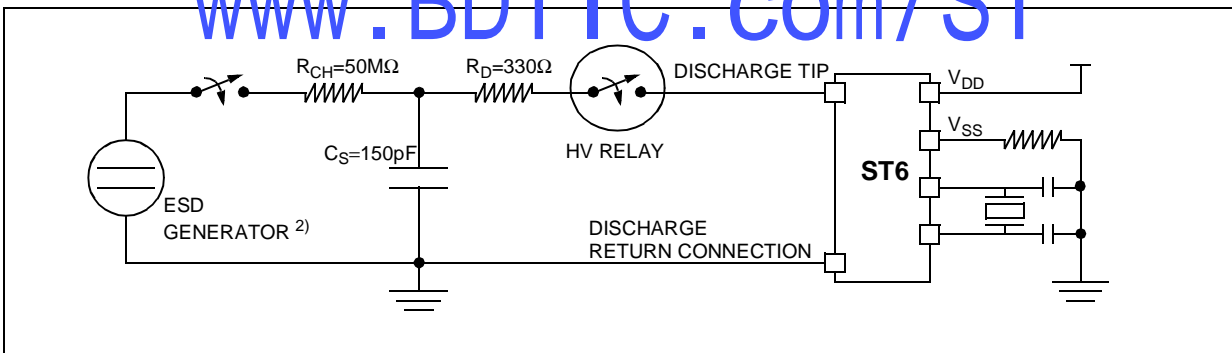 www.BDTIC.com/ST
RCH=50MΩ
RD=330Ω
DISCHARGE TIP
VDD
VSS
CS=150pF
HV RELAY
ST6
ESD
GENERATOR 2)
DISCHARGE
RETURN CONNECTION